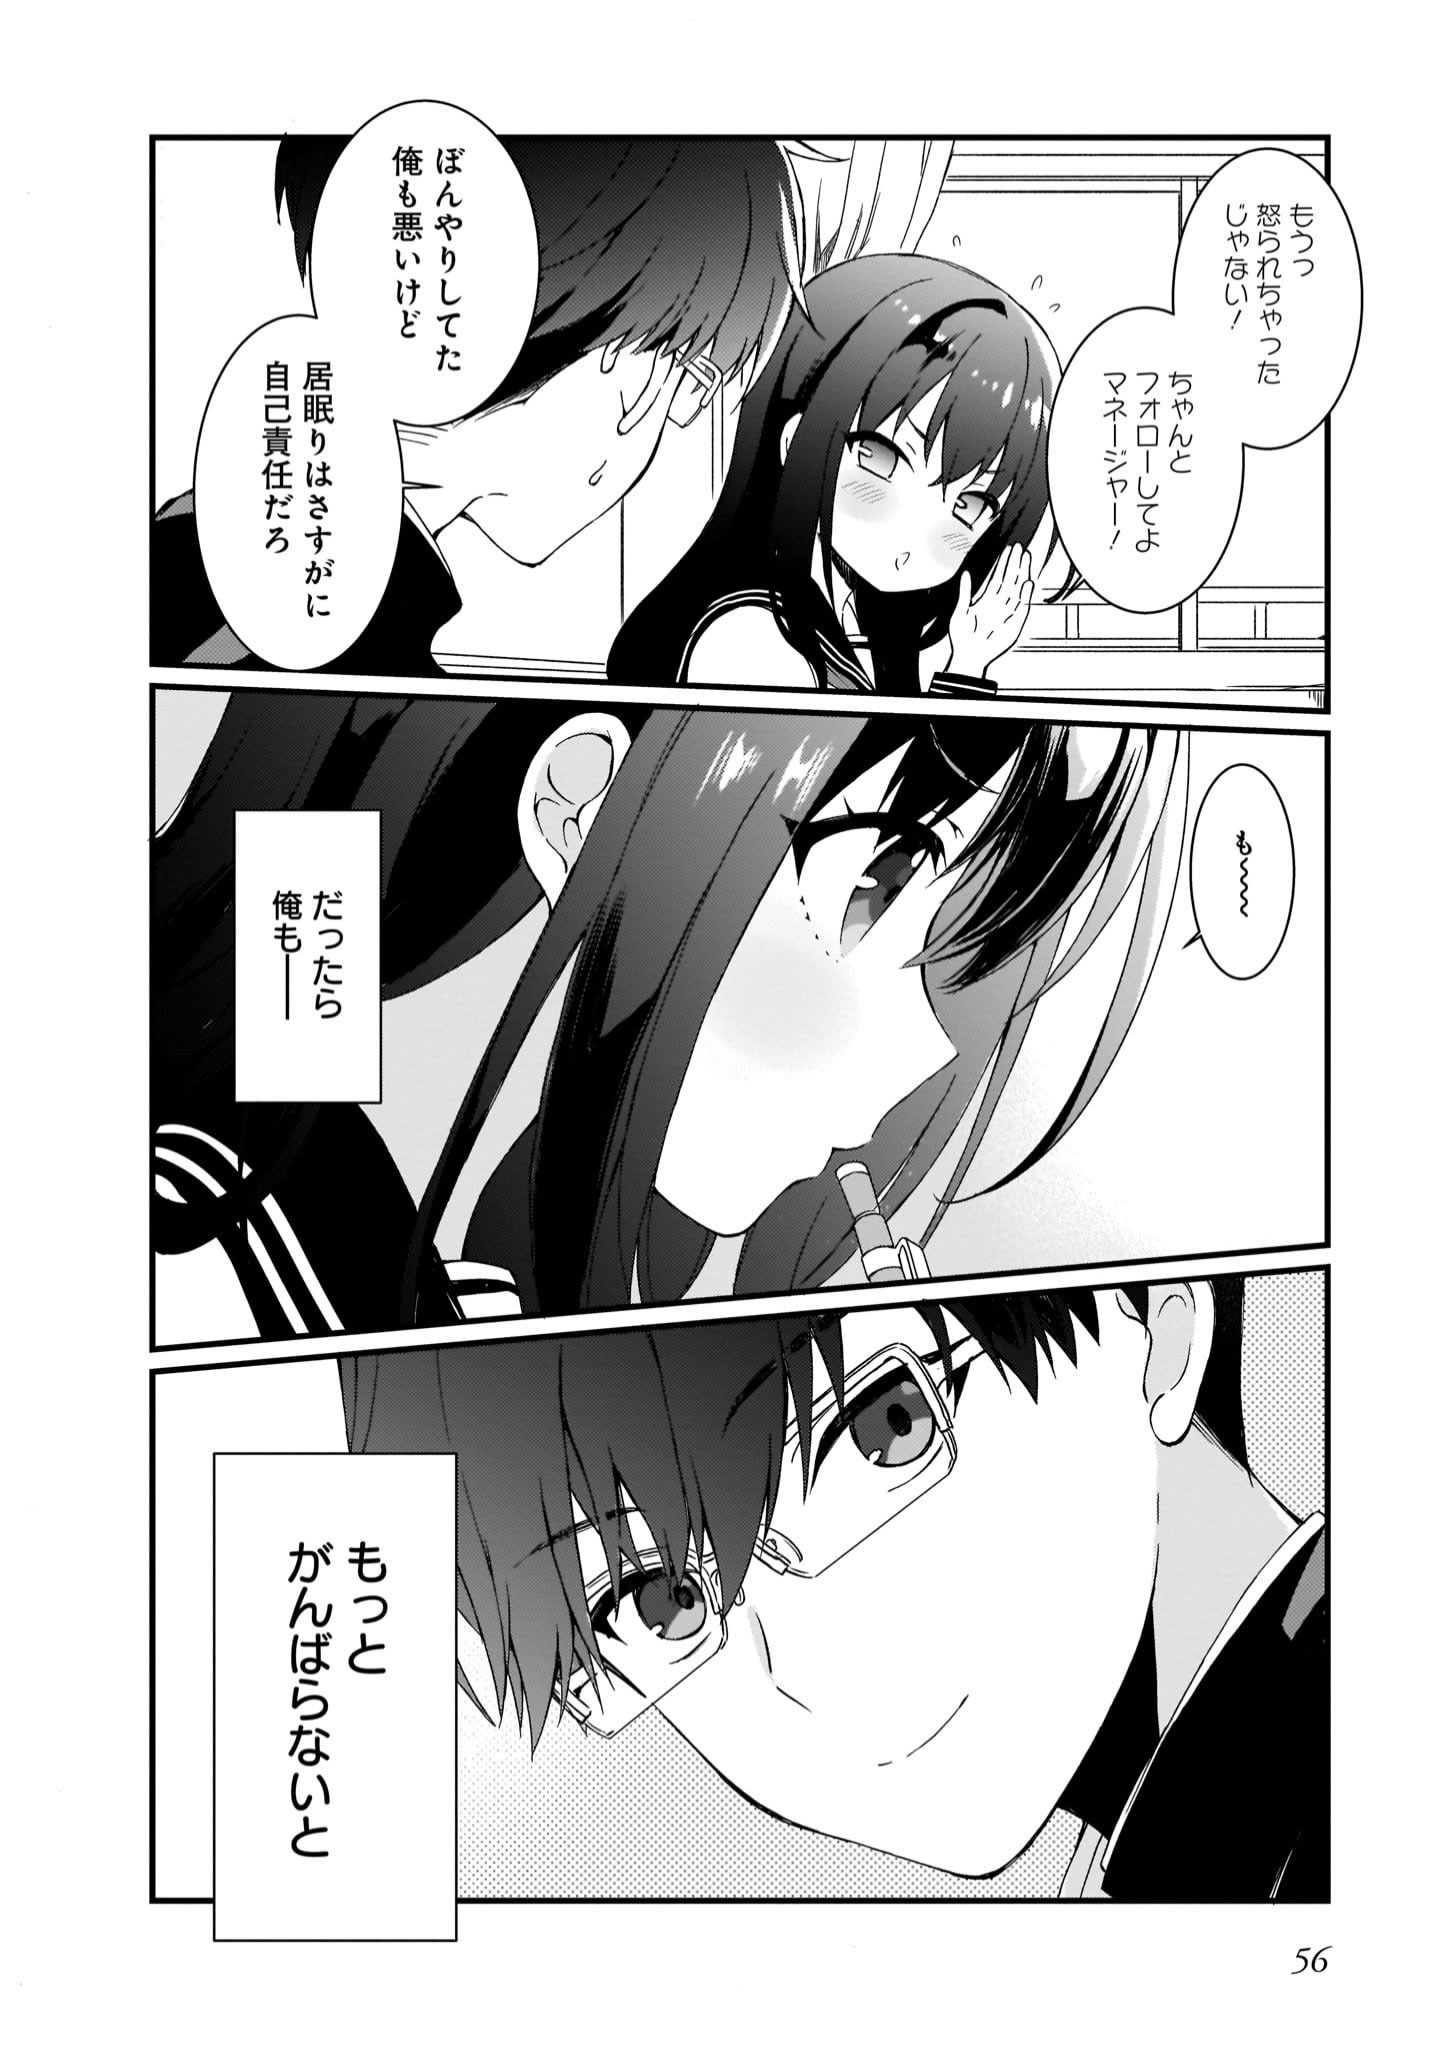 もうっ
怒られちゃった
じゃない！
ちゃんと
フォローしてよ
マネージャー！
ぼんやりしてた
俺も悪いけど
居眠りはさすがに
自己責任だろ
も〜〜〜
だったら
俺も──
もっと
がんばらないと
56